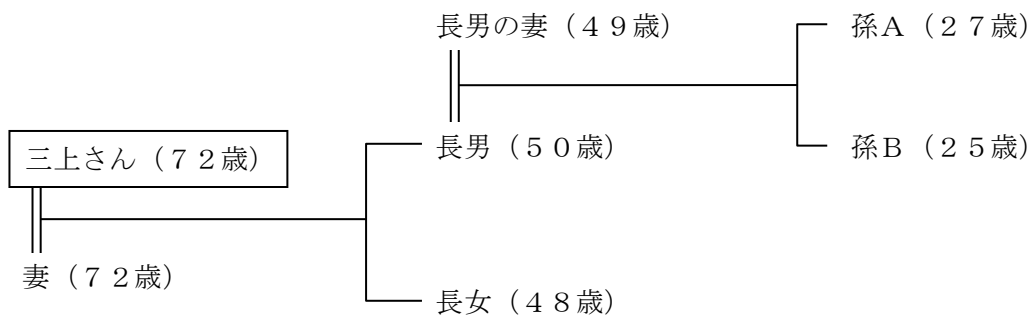 長男の妻（４９歳）
孫Ａ（２７歳）
三上さん（７２歳）
長男（５０歳）
孫Ｂ（２５歳）
妻（７２歳）
長女（４８歳）